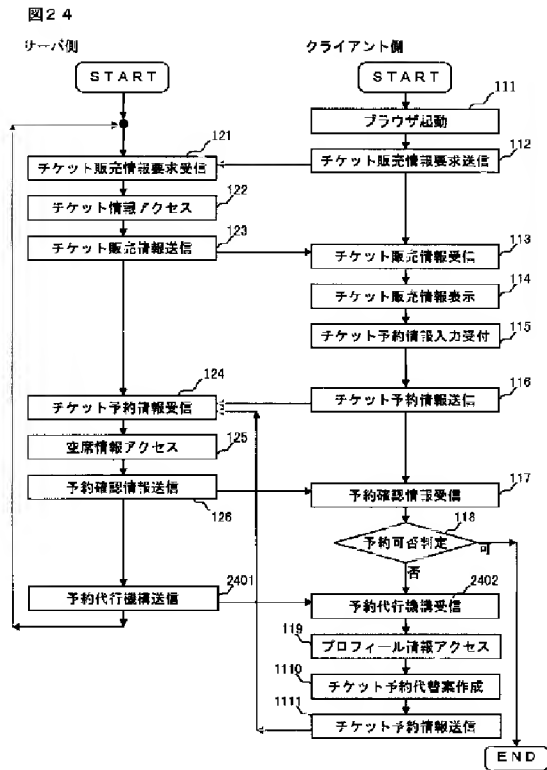 図24
サーバ側
クライアント側
START
START
111
ブラウザ起動
121
112
チケット販売情報要求受信
チケット販売情報要求送信
122
チケット情報アクセス
123
チケット販売情報送信
113
チケット販売情報受信
114
チケット販売情報表示
115
チケット予約情報入力受付
124
116
チケット予約情報受信
チケット予約情報送信
125
空席情報アクセス
117
予約確認情報送信
予約確認情報受信
126
118
予約可否判定
可
否
2401
2402
予約代行機構送信
予約代行機構受信
119
プロフィール情報アクセス
1110
チケット予約代替案作成
1111
チケット予約情報送信
END